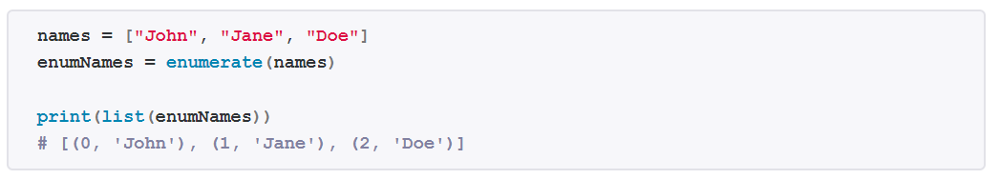 names = ["John", "Jane", "Doe"]
enumNames = enumerate(names)
print(list(enumNames))
# [(0, 'John'), (1, 'Jane'), (2, 'Doe')]